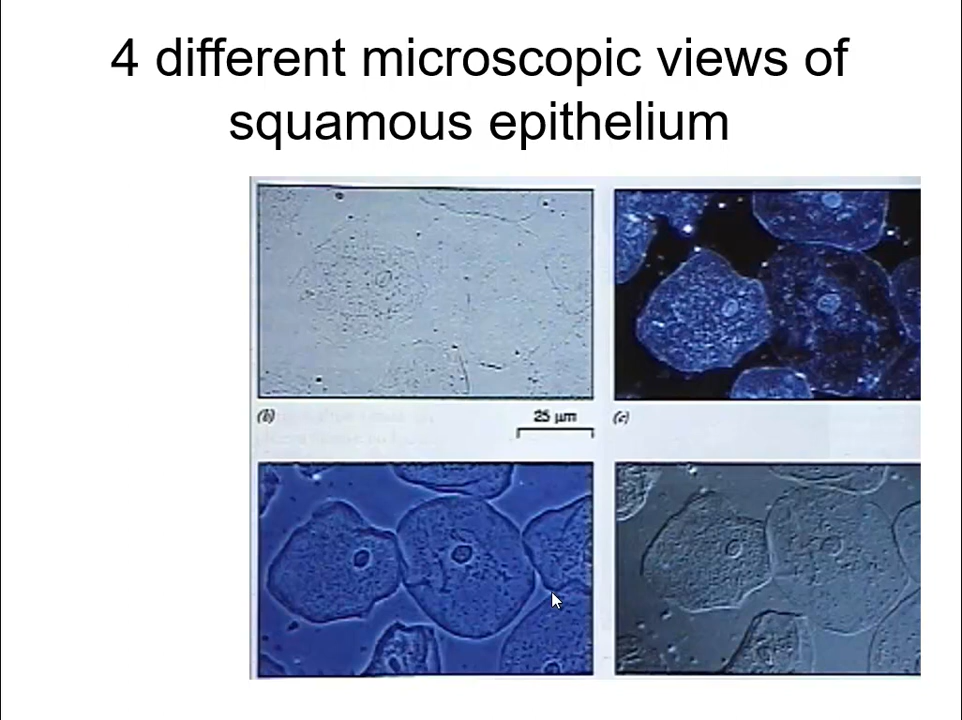 4 different microscopic views of
squamous epithelium
(b)
25 µm
(c)